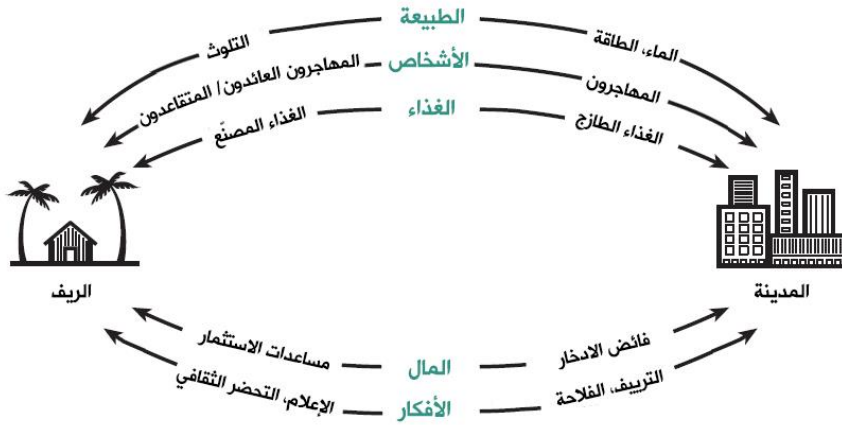 الطبيعة
الماء، الطاقة
التلوث
الأشخاص
المهاجرون
المهاجرون العائدون/ المتقاعدون
الغذاء
الغذاء الطازج
الغذاء المصنّع
المدينة
الريف
المال
فائض الادخار
مساعدات الاستثمار
الأفكار
الترييف، الفلاحة
الإعلام، التحضر الثقافي